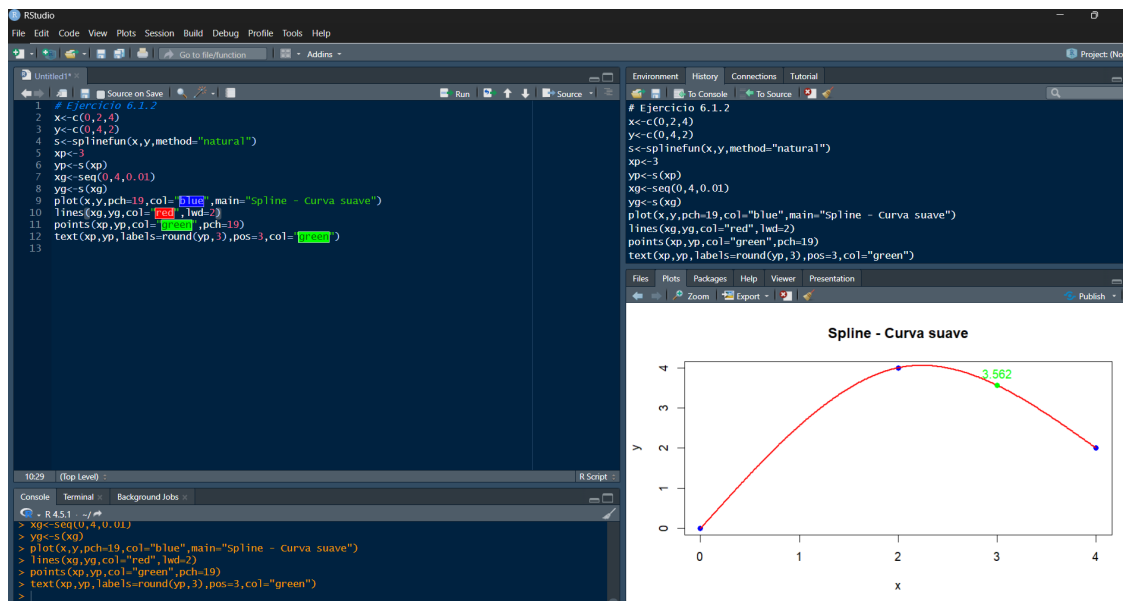 RStudio
File Edit Code View Plots Session Build Debug Profile Tools Help
Go to file/function Addins Project: (No
Untitled1*
Source on Save Run Source
1 # Ejercicio 6.1.2
2 x<-c(0,2,4)
3 y<-c(0,4,2)
4 s<-splinefun(x,y,method="natural")
5 xp<-3
6 yp<-s(xp)
7 xg<-seq(0,4,0.01)
8 yg<-s(xg)
9 plot(x,y,pch=19,col="blue",main="Spline - Curva suave")
10 lines(xg,yg,col="red",lwd=2)
11 points(xp,yp,col="green",pch=19)
12 text(xp,yp,labels=round(yp,3),pos=3,col="green")
13
10:29 (Top Level) R Script
Console Terminal Background Jobs
R 4.5.1 · ~/
> xg<-seq(0,4,0.01)
> yg<-s(xg)
> plot(x,y,pch=19,col="blue",main="Spline - Curva suave")
> lines(xg,yg,col="red",lwd=2)
> points(xp,yp,col="green",pch=19)
> text(xp,yp,labels=round(yp,3),pos=3,col="green")
>
Environment History Connections Tutorial
To Console To Source
# Ejercicio 6.1.2
x<-c(0,2,4)
y<-c(0,4,2)
s<-splinefun(x,y,method="natural")
xp<-3
yp<-s(xp)
xg<-seq(0,4,0.01)
yg<-s(xg)
plot(x,y,pch=19,col="blue",main="Spline - Curva suave")
lines(xg,yg,col="red",lwd=2)
points(xp,yp,col="green",pch=19)
text(xp,yp,labels=round(yp,3),pos=3,col="green")
Files Plots Packages Help Viewer Presentation
Zoom Export Publish
Spline - Curva suave
3.562
4
3
2
1
0
y
0 1 2 3 4
x